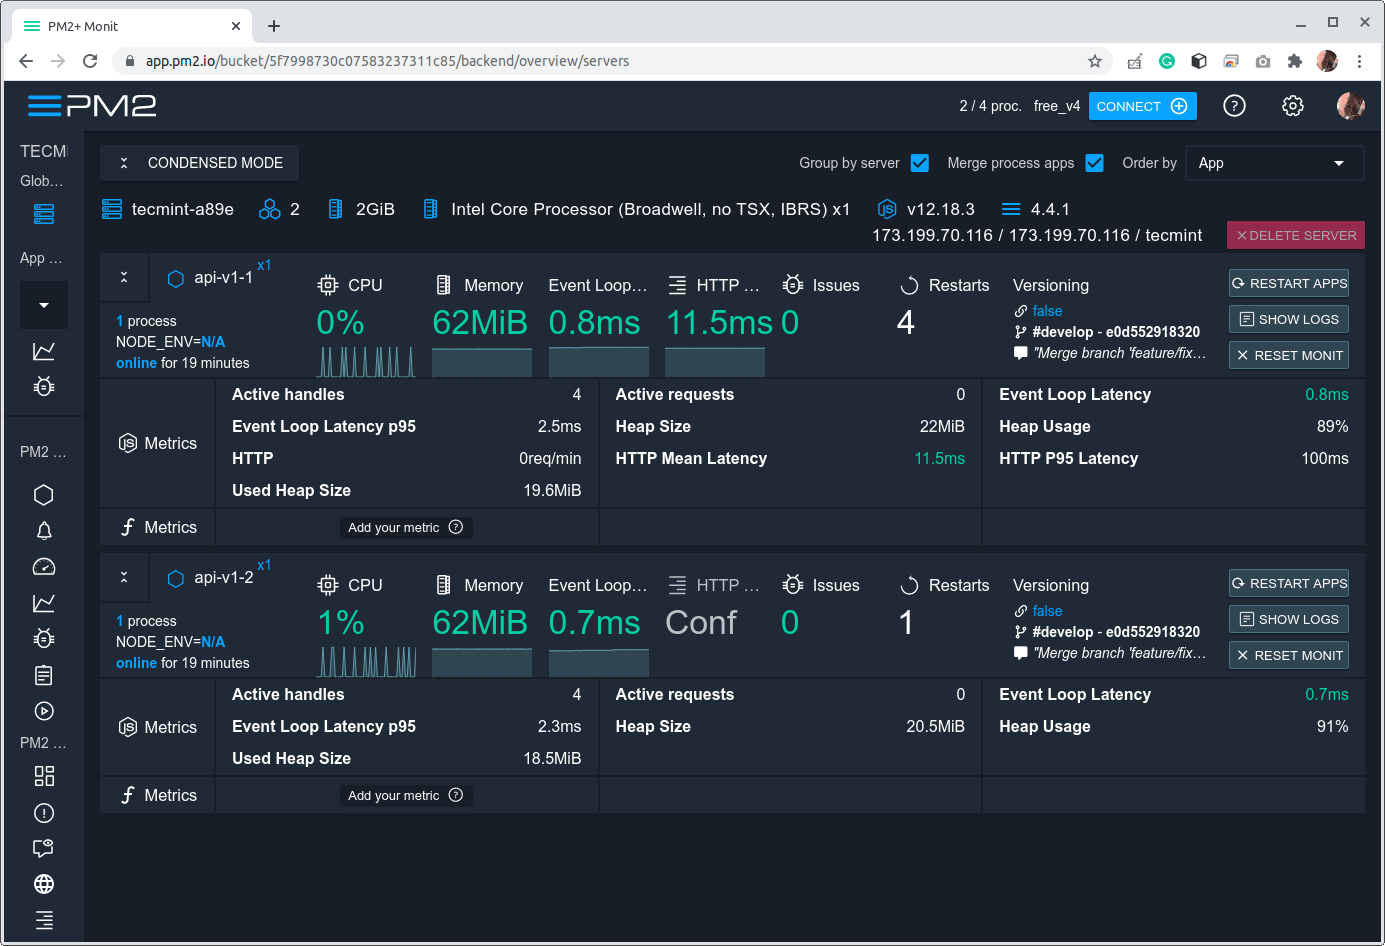 PM2+ Monit
app.pm2.io/bucket/5f7998730c07583237311c85/backend/overview/servers
PM2
2 / 4 proc. free_v4 CONNECT
TECMI
Glob...
App ...
PM2 ...
PM2 ...
CONDENSED MODE
Group by server Merge process apps Order by App
tecmint-a89e 2 2GiB Intel Core Processor (Broadwell, no TSX, IBRS) x1 v12.18.3 4.4.1
173.199.70.116 / 173.199.70.116 / tecmint DELETE SERVER
api-v1-1 x1
1 process
NODE_ENV=N/A
online for 19 minutes
CPU Memory Event Loop... HTTP ... Issues Restarts Versioning
0% 62MiB 0.8ms 11.5ms 0 4
false
#develop - e0d552918320
"Merge branch 'feature/fix...
RESTART APPS
SHOW LOGS
RESET MONIT
JS Metrics
Active handles 4 Active requests 0 Event Loop Latency 0.8ms
Event Loop Latency p95 2.5ms Heap Size 22MiB Heap Usage 89%
HTTP 0req/min HTTP Mean Latency 11.5ms HTTP P95 Latency 100ms
Used Heap Size 19.6MiB
Metrics Add your metric
api-v1-2 x1
1 process
NODE_ENV=N/A
online for 19 minutes
CPU Memory Event Loop... HTTP ... Issues Restarts Versioning
1% 62MiB 0.7ms Conf 0 1
false
#develop - e0d552918320
"Merge branch 'feature/fix...
RESTART APPS
SHOW LOGS
RESET MONIT
JS Metrics
Active handles 4 Active requests 0 Event Loop Latency 0.7ms
Event Loop Latency p95 2.3ms Heap Size 20.5MiB Heap Usage 91%
Used Heap Size 18.5MiB
Metrics Add your metric